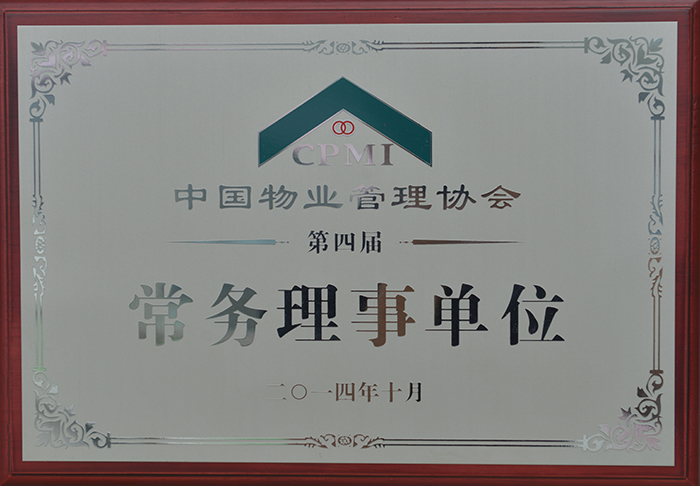 CPMI
中国物业管理协会
第四届
常务理事单位
二〇一四年十月